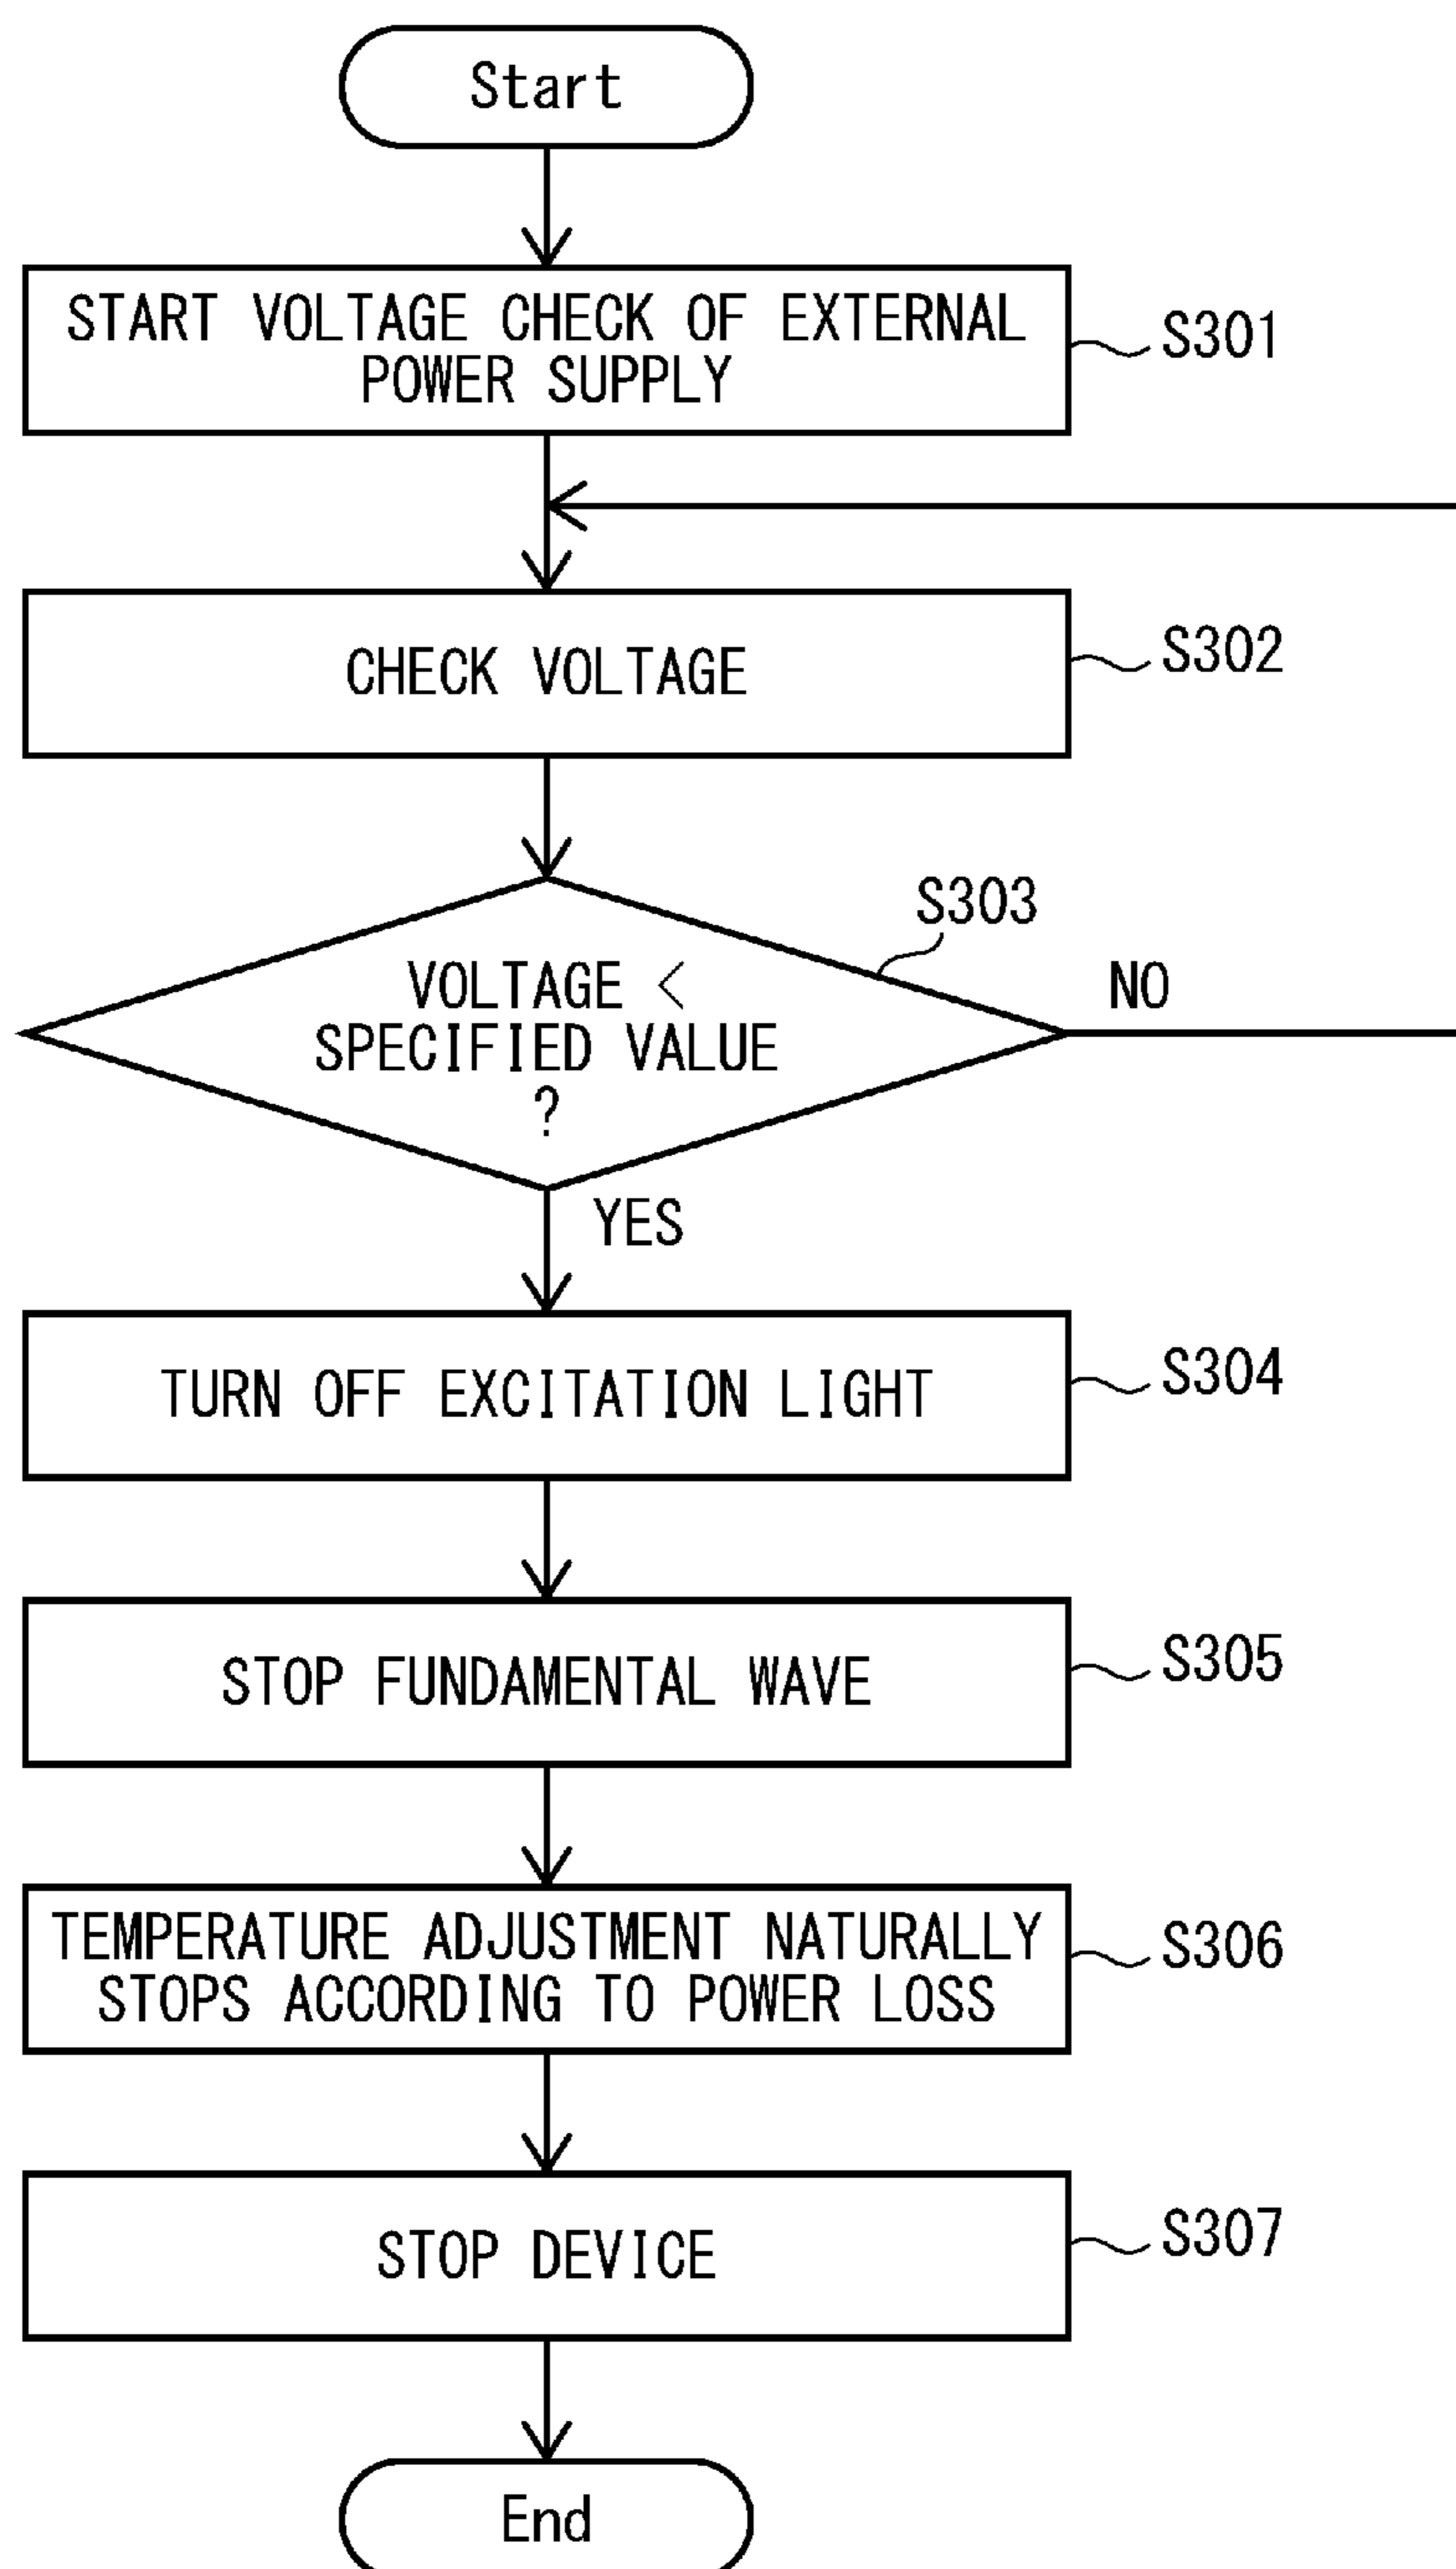 Start
START VOLTAGE CHECK OF EXTERNAL
POWER SUPPLY
S301
CHECK VOLTAGE
S302
S303
VOLTAGE <
SPECIFIED VALUE
?
NO
YES
TURN OFF EXCITATION LIGHT
S304
STOP FUNDAMENTAL WAVE
S305
TEMPERATURE ADJUSTMENT NATURALLY
STOPS ACCORDING TO POWER LOSS
S306
STOP DEVICE
S307
End